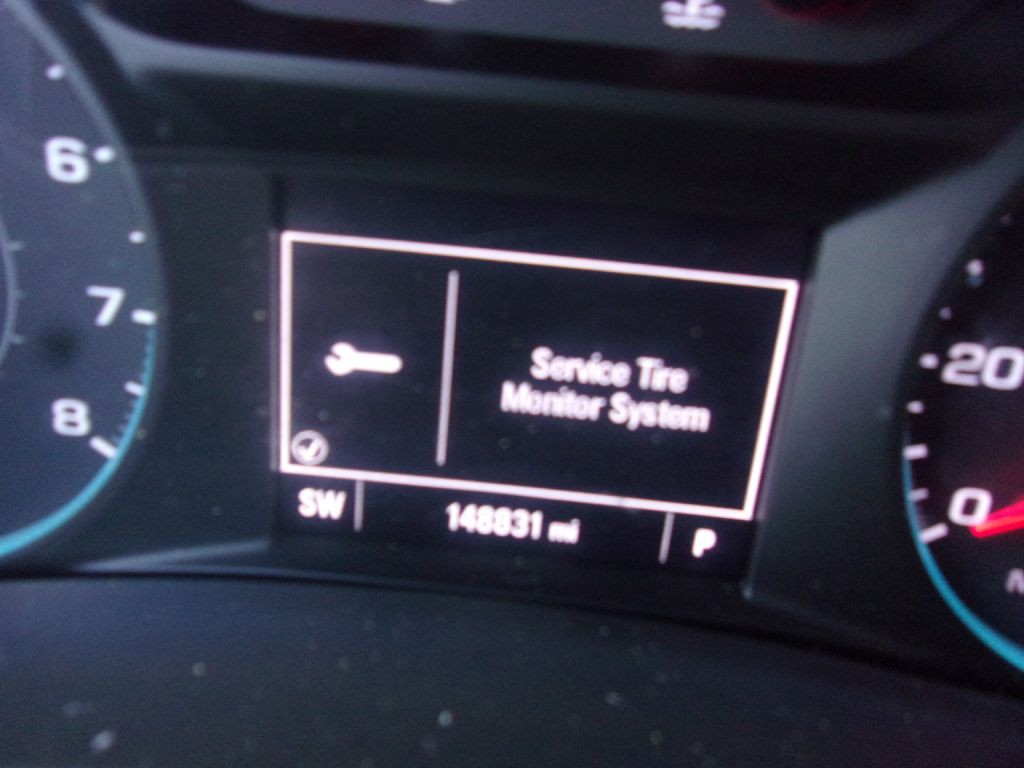 6
7
8
Service Tire
Monitor System
SW
148831 mi
P
20
0